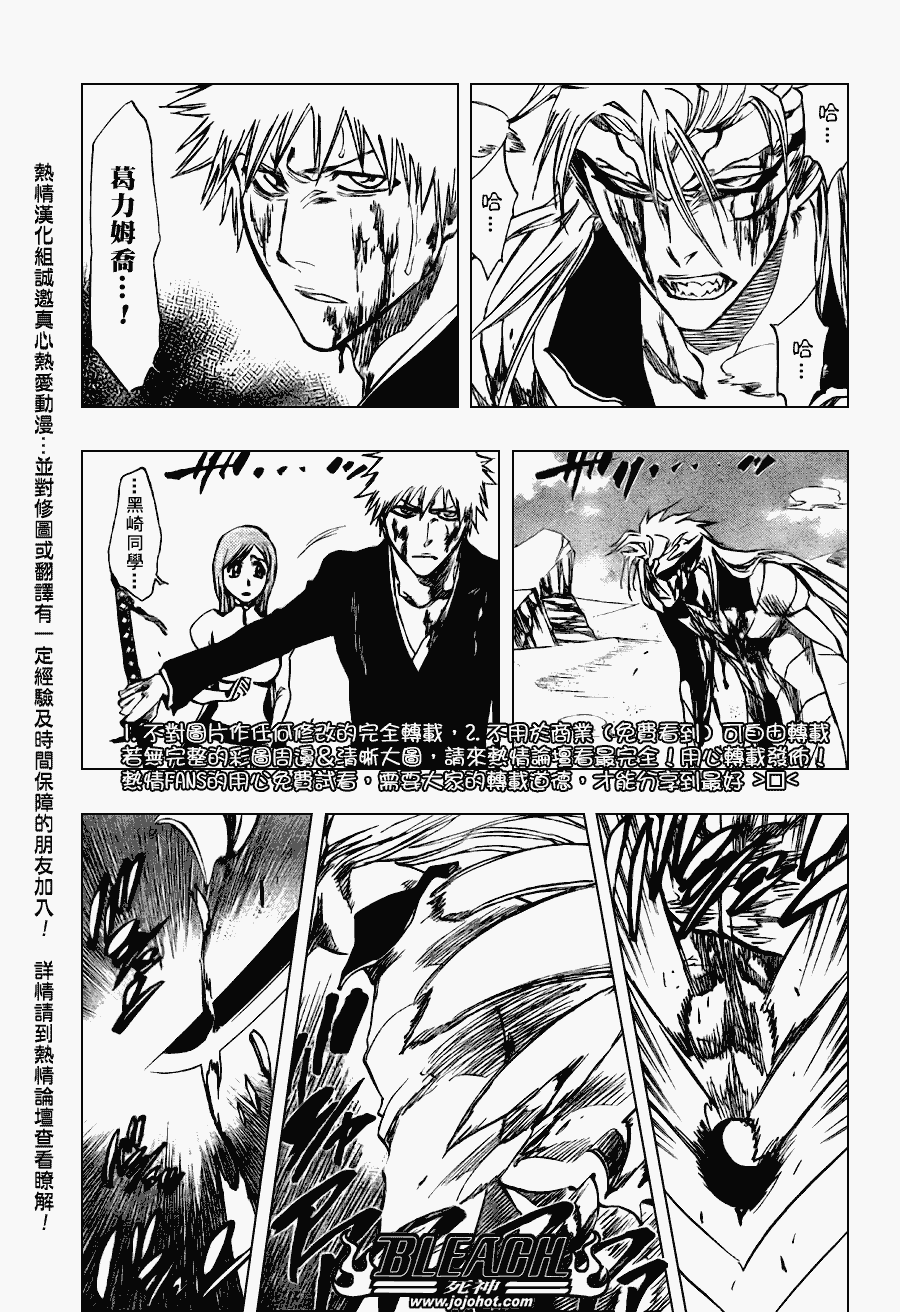 哈…
哈…
哈…
葛力姆喬…！
…黑崎同學…
1. 不對圖片作任何修改的完全轉載，2. 不用於商業（免費看到）可自由轉載
若無完整的彩圖周漫＆清晰大圖，請來熱情論壇看最完全！用心轉載發佈！
熱情FANS的用心免費試看，需要大家的轉載道德，才能分享到最好 >口<
熱情漢化組誠邀真心熱愛動漫…並對修圖或翻譯有一定經驗及時間保障的朋友加入！ 詳情請到熱情論壇查看瞭解！
BLEACH
死神
www.jojohot.com